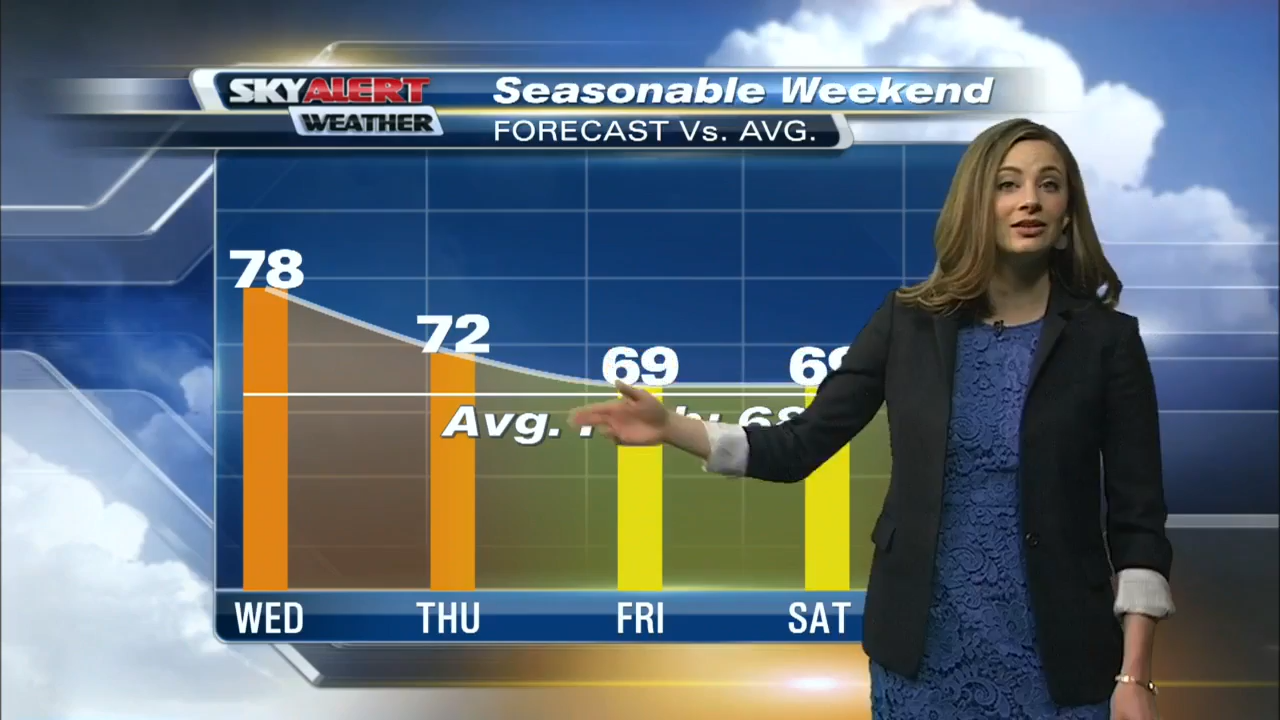 SKYALERT
WEATHER
Seasonable Weekend
FORECAST Vs. AVG.
78
72
69
Avg.
WED
THU
FRI
SAT